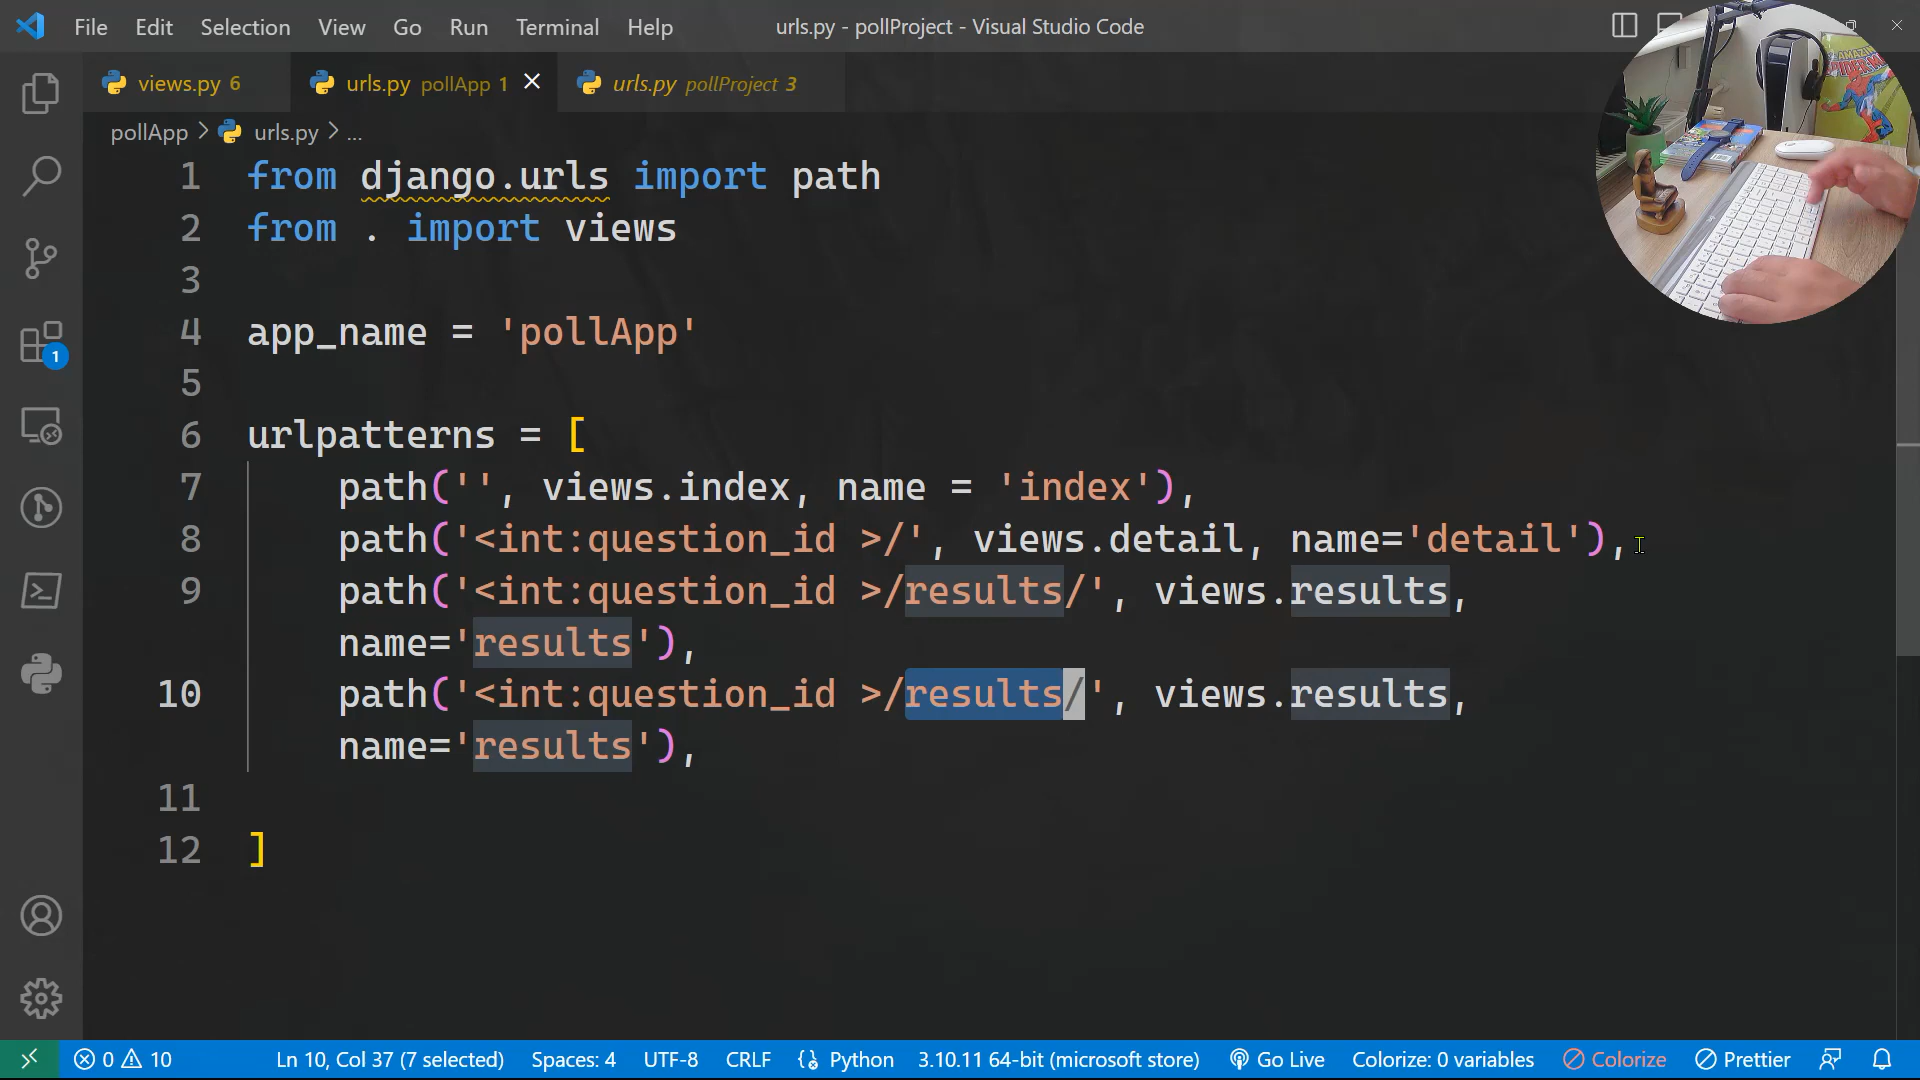 File Edit Selection View Go Run Terminal Help urls.py - pollProject - Visual Studio Code
views.py 6 urls.py pollApp 1 urls.py pollProject 3
pollApp > urls.py > ...
1 from django.urls import path
2 from . import views
3
4 app_name = 'pollApp'
5
6 urlpatterns = [
7 path('', views.index, name = 'index'),
8 path('<int:question_id >/', views.detail, name='detail'),
9 path('<int:question_id >/results/', views.results,
name='results'),
10 path('<int:question_id >/results/', views.results,
name='results'),
11
12 ]
1
0 10 Ln 10, Col 37 (7 selected) Spaces: 4 UTF-8 CRLF Python 3.10.11 64-bit (microsoft store) Go Live Colorize: 0 variables Colorize Prettier